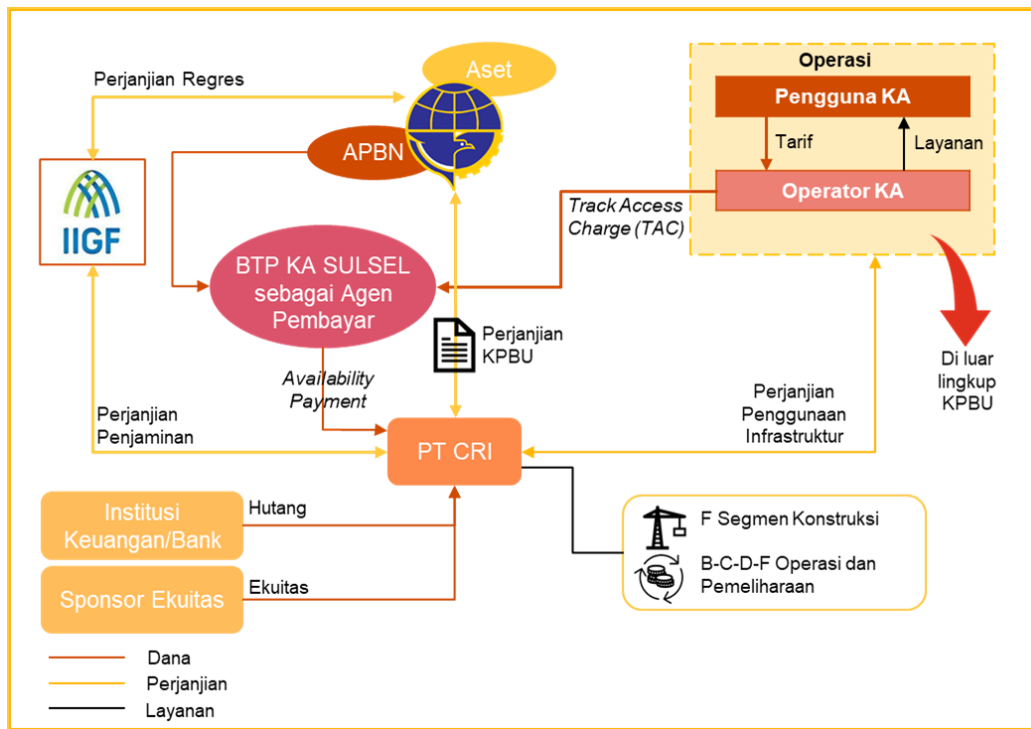 Perjanjian Regres
Aset
APBN
IIGF
Operasi
Pengguna KA
Tarif
Layanan
Operator KA
Track Access
Charge (TAC)
BTP KA SULSEL
sebagai Agen
Pembayar
Perjanjian
KPBU
Di luar
lingkup
KPBU
Availability
Payment
Perjanjian
Penjaminan
Perjanjian
Penggunaan
Infrastruktur
PT CRI
Institusi
Keuangan/Bank
Hutang
Sponsor Ekuitas
Ekuitas
F Segmen Konstruksi
B-C-D-F Operasi dan
Pemeliharaan
Dana
Perjanjian
Layanan